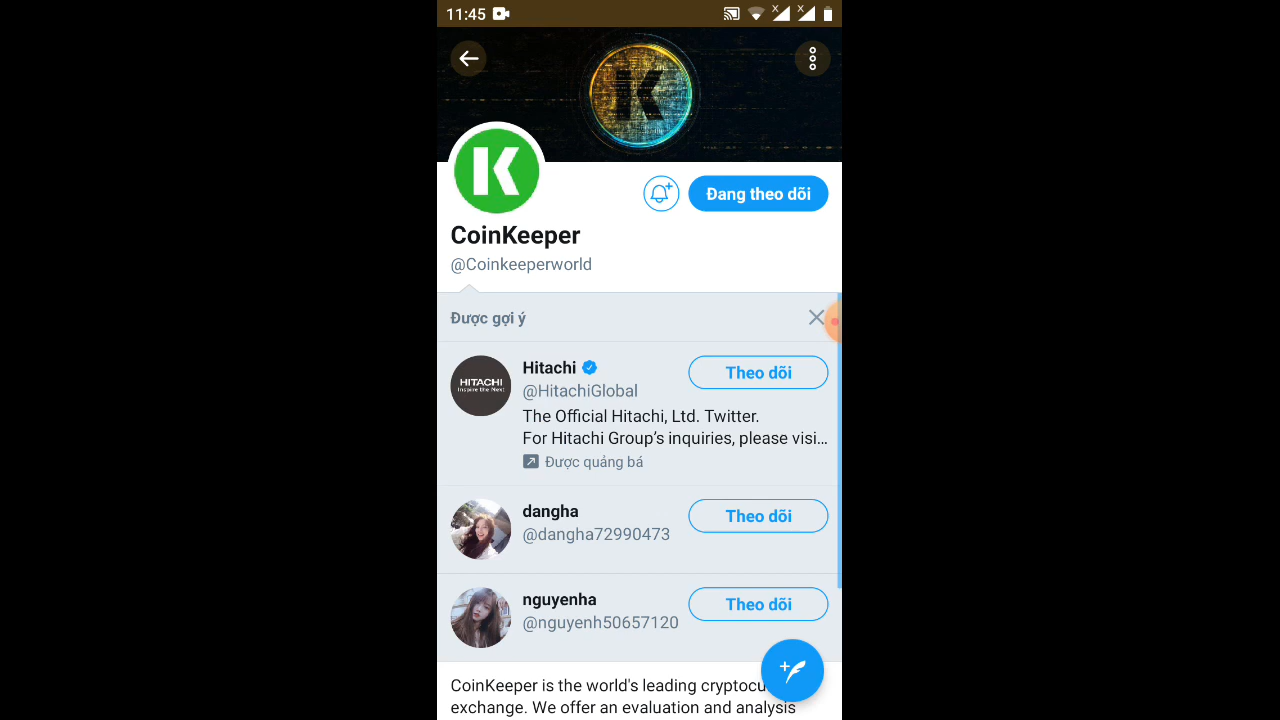 11:45
K
K
Đang theo dõi
CoinKeeper
@Coinkeeperworld
Được gợi ý
HITACHI
Inspire the Next
Hitachi
Theo dõi
@HitachiGlobal
The Official Hitachi, Ltd. Twitter.
For Hitachi Group's inquiries, please visi...
Được quảng bá
dangha
Theo dõi
@dangha72990473
nguyenha
Theo dõi
@nguyenh50657120
CoinKeeper is the world's leading cryptocu
exchange. We offer an evaluation and analysis